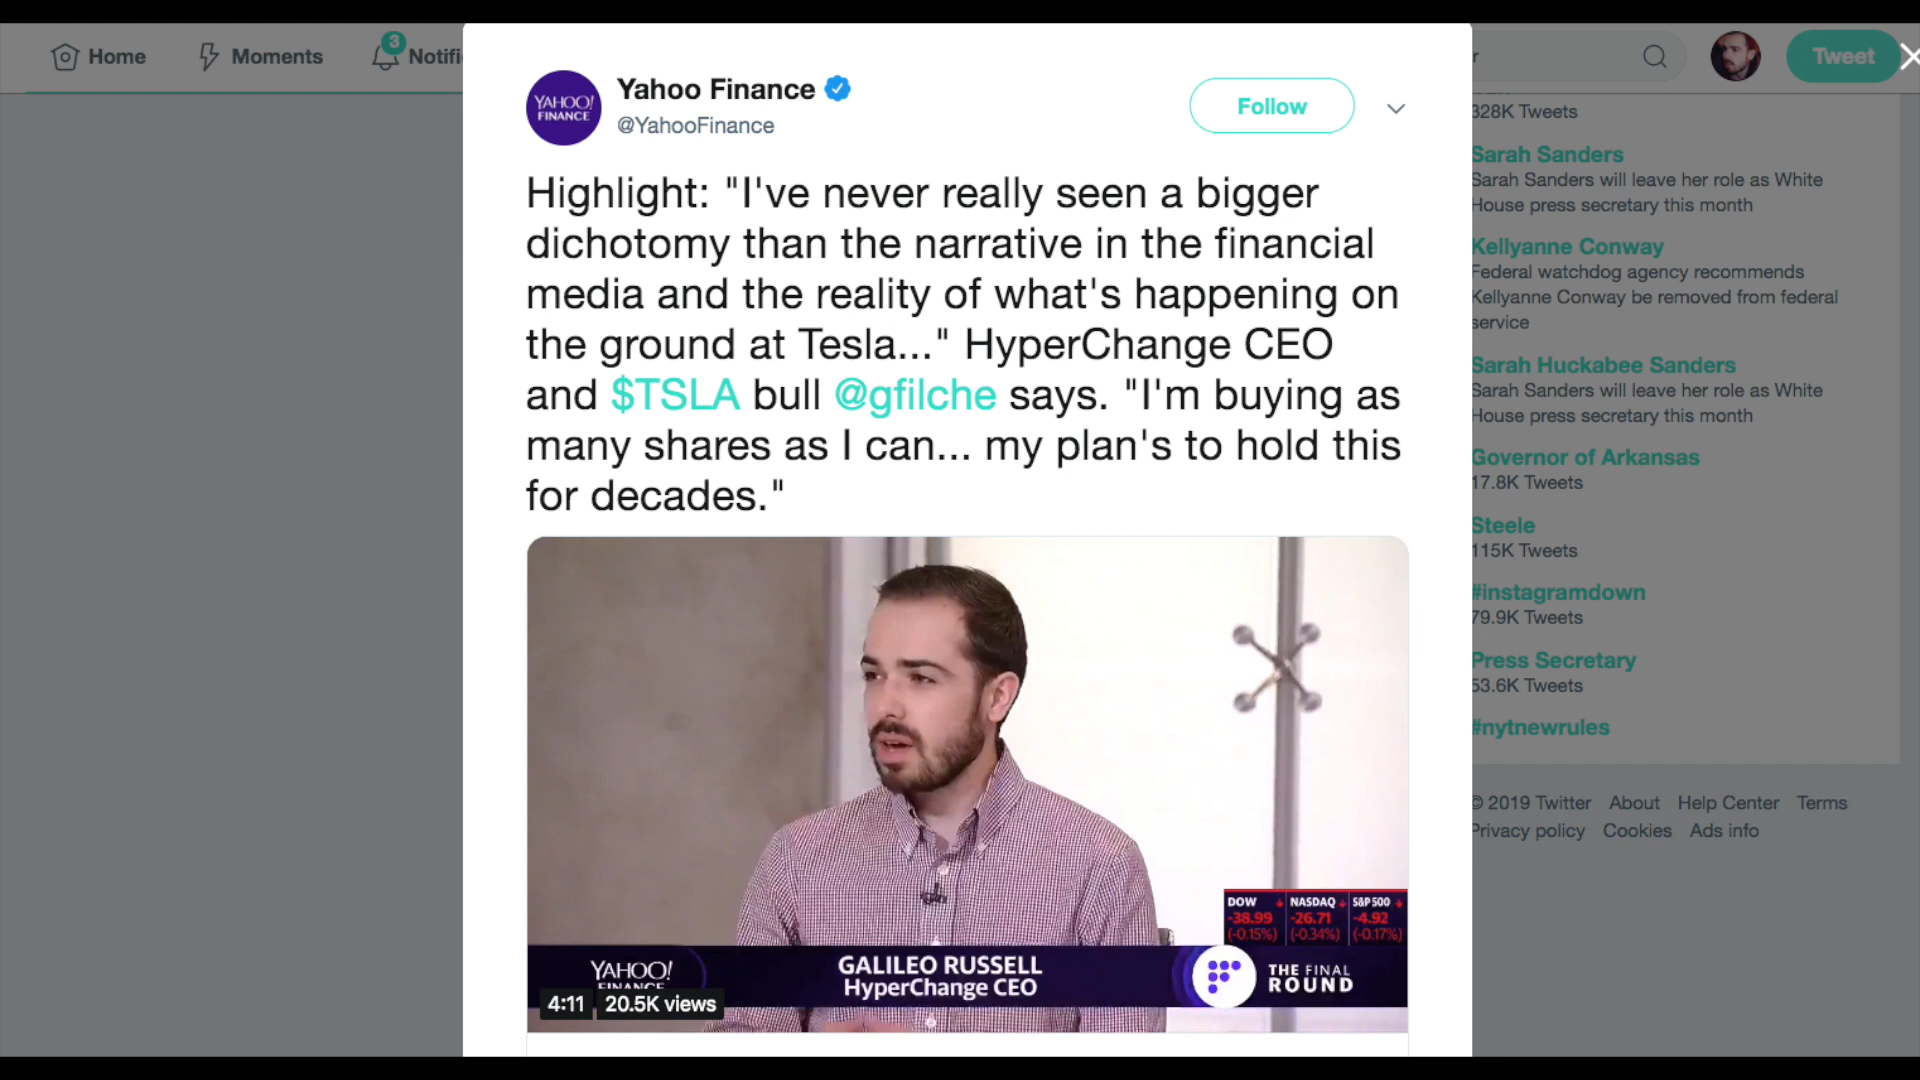 Home
Moments
3
Notifi
r
Tweet
YAHOO!
FINANCE
Yahoo Finance
@YahooFinance
Follow
Highlight: "I've never really seen a bigger
dichotomy than the narrative in the financial
media and the reality of what's happening on
the ground at Tesla..." HyperChange CEO
and $TSLA bull @gfilche says. "I'm buying as
many shares as I can... my plan's to hold this
for decades."
DOW
-38.99
(-0.15%)
NASDAQ
-26.71
(-0.34%)
S&P 500
-4.92
(-0.17%)
YAHOO!
FINANCE
GALILEO RUSSELL
HyperChange CEO
THE FINAL
ROUND
4:11
20.5K views
328K Tweets
Sarah Sanders
Sarah Sanders will leave her role as White
House press secretary this month
Kellyanne Conway
Federal watchdog agency recommends
Kellyanne Conway be removed from federal
service
Sarah Huckabee Sanders
Sarah Sanders will leave her role as White
House press secretary this month
Governor of Arkansas
17.8K Tweets
Steele
115K Tweets
#instagramdown
79.9K Tweets
Press Secretary
53.6K Tweets
#nytnewrules
© 2019 Twitter About Help Center Terms
Privacy policy Cookies Ads info